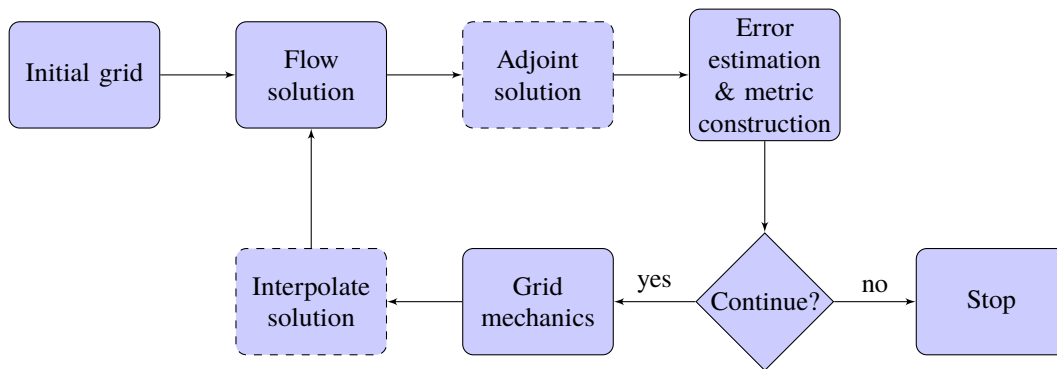 Initial grid
Flow
solution
Adjoint
solution
Error
estimation
& metric
construction
Interpolate
solution
Grid
mechanics
yes
Continue?
no
Stop